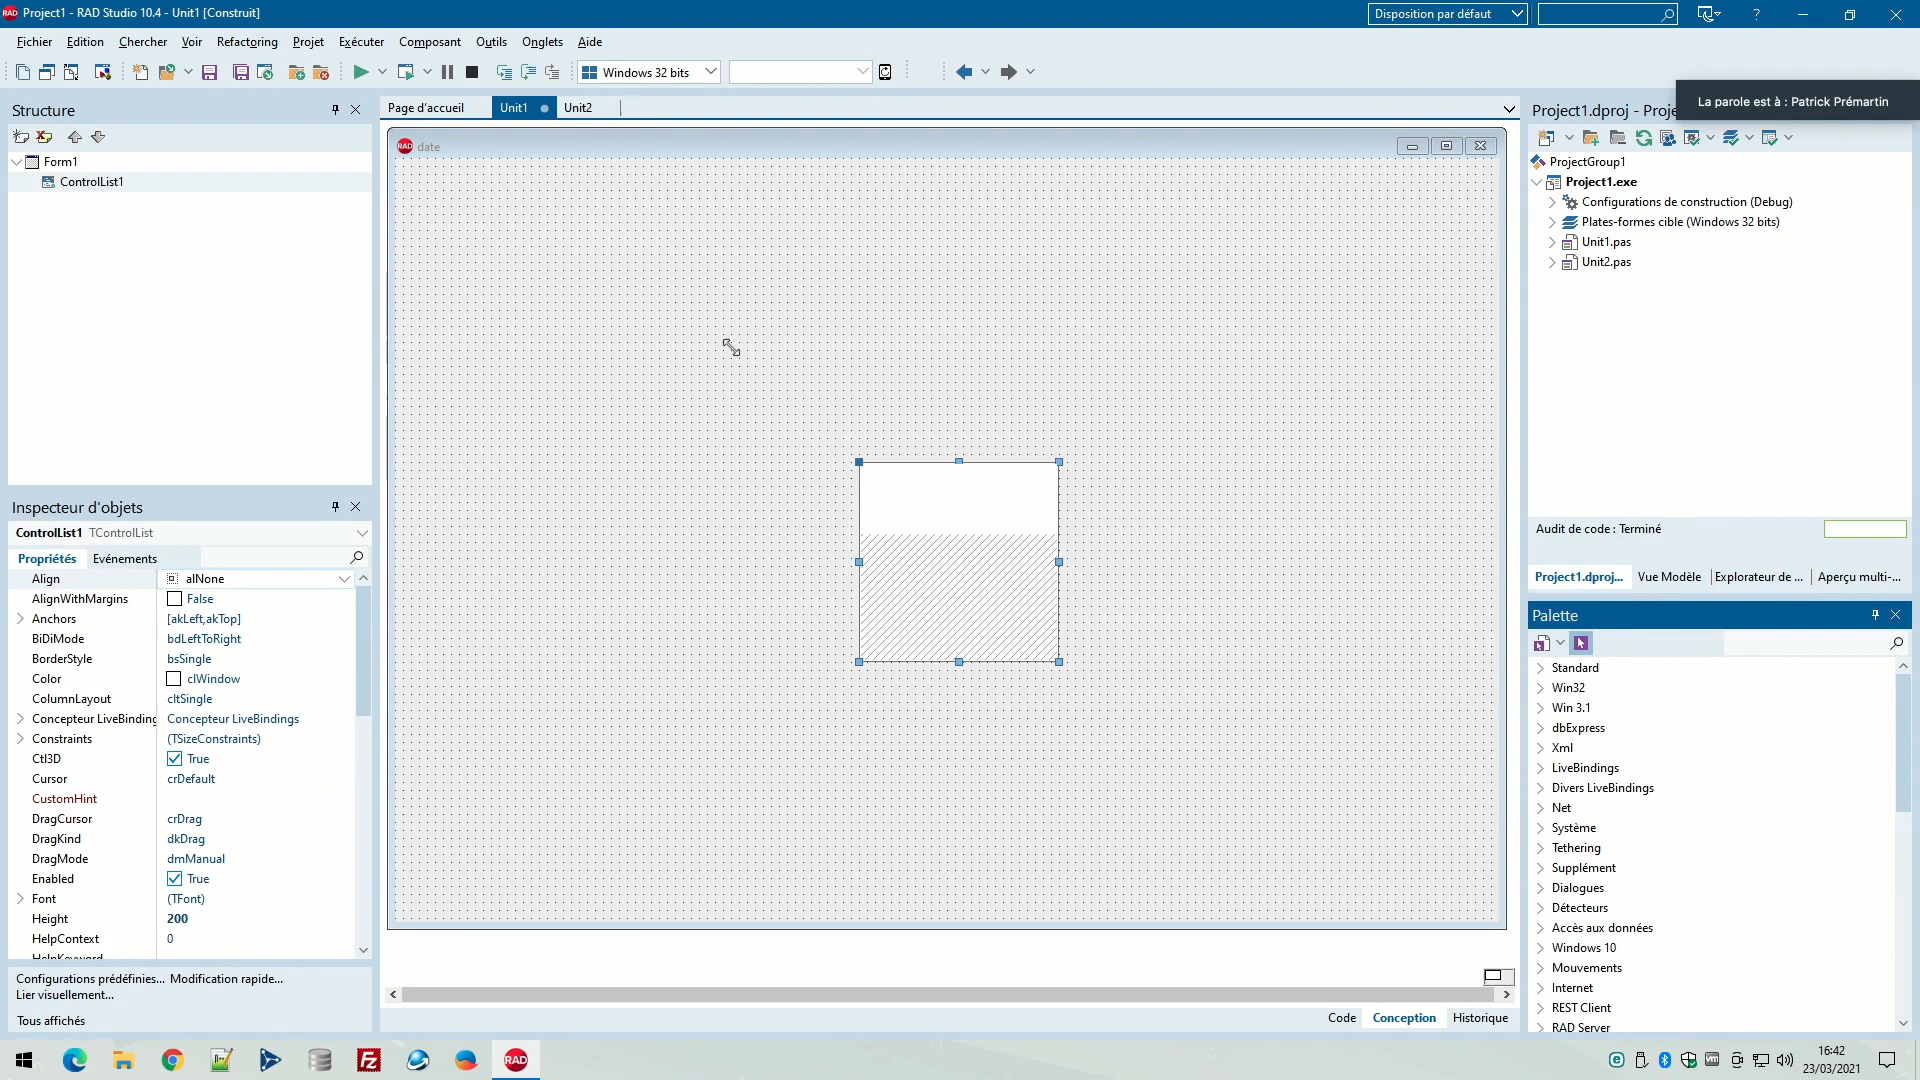 Project1 - RAD Studio 10.4 - Unit1 [Construit]
Disposition par défaut
?
Fichier Edition Chercher Voir Refactoring Projet Exécuter Composant Outils Onglets Aide
Windows 32 bits
La parole est à : Patrick Prémartin
Structure
Form1
ControlList1
Page d'accueil Unit1 Unit2
RAD date
Project1.dproj - Proje
ProjectGroup1
Project1.exe
Configurations de construction (Debug)
Plates-formes cible (Windows 32 bits)
Unit1.pas
Unit2.pas
Inspecteur d'objets
ControlList1 TControlList
Propriétés Evénements
Align alNone
AlignWithMargins False
Anchors [akLeft,akTop]
BiDiMode bdLeftToRight
BorderStyle bsSingle
Color clWindow
ColumnLayout cltSingle
Concepteur LiveBinding Concepteur LiveBindings
Constraints (TSizeConstraints)
Ctl3D True
Cursor crDefault
CustomHint
DragCursor crDrag
DragKind dkDrag
DragMode dmManual
Enabled True
Font (TFont)
Height 200
HelpContext 0
HelpKeyword
Configurations prédéfinies... Modification rapide...
Lier visuellement...
Tous affichés
Code Conception Historique
Audit de code : Terminé
Project1.dproj... Vue Modèle Explorateur de ... Aperçu multi-...
Palette
Standard
Win32
Win 3.1
dbExpress
Xml
LiveBindings
Divers LiveBindings
Net
Système
Tethering
Supplément
Dialogues
Détecteurs
Accès aux données
Windows 10
Mouvements
Internet
REST Client
RAD Server
RAD
16:42
23/03/2021